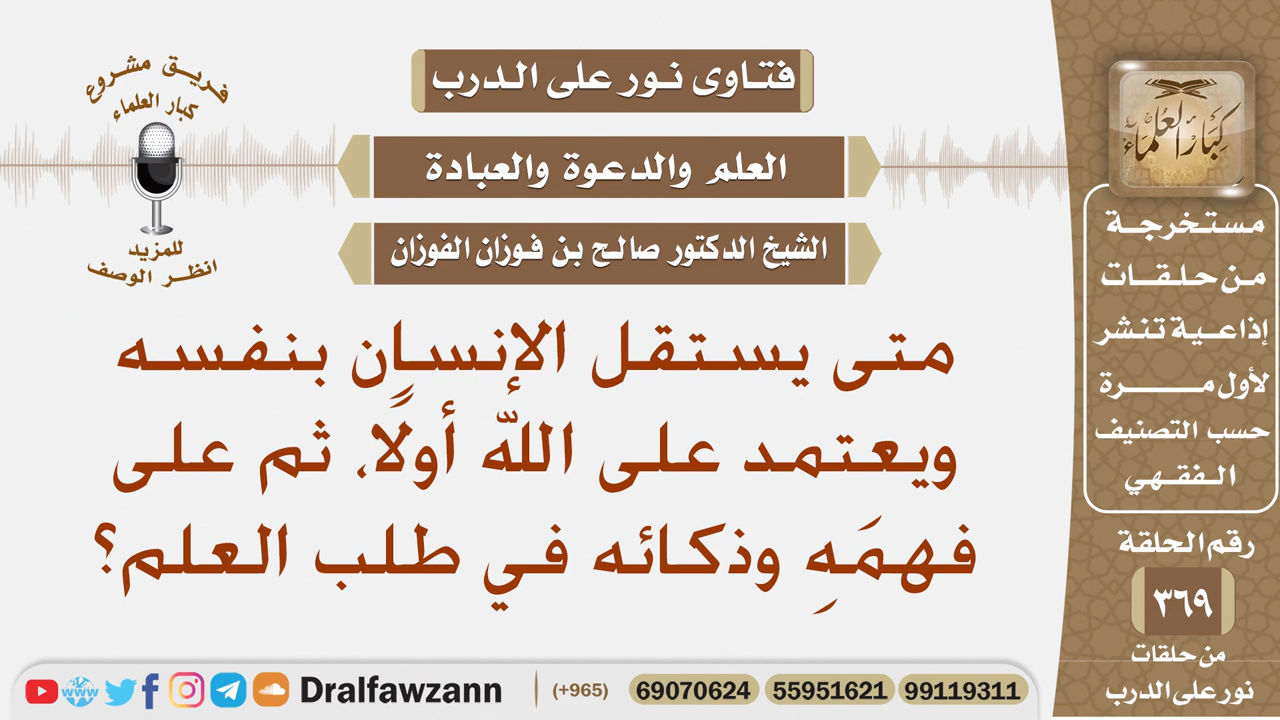 فتاوى نور على الدرب
العلم والدعوة والعبادة
الشيخ الدكتور صالح بن فوزان الفوزان
متى يستقل الإنسان بنفسه
ويعتمد على الله أولًا، ثم على
فهمَهِ وذكائه في طلب العلم؟
فريق مشروع
كبار العلماء
للمزيد
انظر الوصف
كبار العلماء
مستخرجة
من حلقات
إذاعية تنشر
لأول مرة
حسب التصنيف
الفقهي
رقم الحلقة
٣٦٩
من حلقات
نور على الدرب
www
Dralfawzann
(+965) 69070624 55951621 99119311